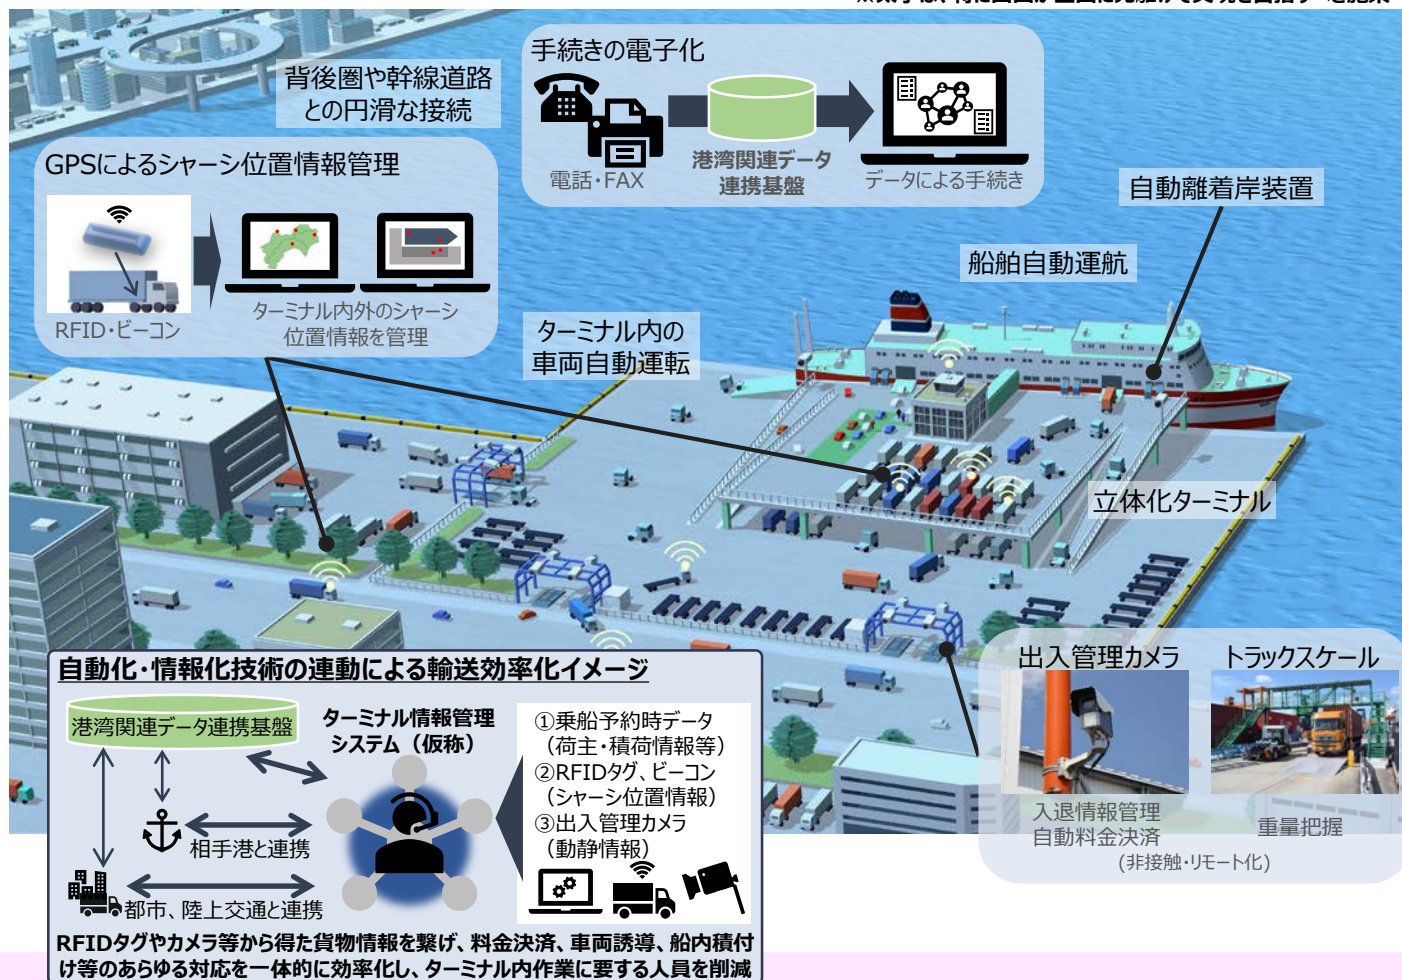 手続きの電子化
電話・FAX
港湾関連データ
連携基盤
データによる手続き
背後圏や幹線道路
との円滑な接続
GPSによるシャーシ位置情報管理
RFID・ビーコン
ターミナル内外のシャーシ
位置情報を管理
自動離着岸装置
船舶自動運航
ターミナル内の
車両自動運転
立体化ターミナル
出入管理カメラ
トラックスケール
入退情報管理
自動料金決済
重量把握
(非接触・リモート化)
自動化・情報化技術の連動による輸送効率化イメージ
港湾関連データ連携基盤
ターミナル情報管理
システム（仮称）
相手港と連携
都市、陸上交通と連携
①乗船予約時データ
（荷主・積荷情報等）
②RFIDタグ、ビーコン
（シャーシ位置情報）
③出入管理カメラ
（動静情報）
RFIDタグやカメラ等から得た貨物情報を繋げ、料金決済、車両誘導、船内積付
け等のあらゆる対応を一体的に効率化し、ターミナル内作業に要する人員を削減